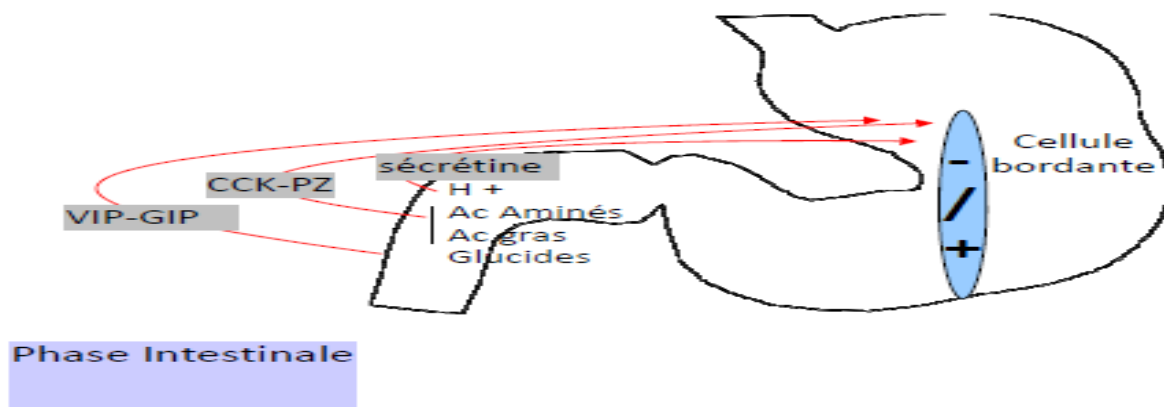 Cellule
bordante
-
/
+
sécrétine
CCK-PZ
VIP-GIP
H +
Ac Aminés
Ac gras
Glucides
Phase Intestinale